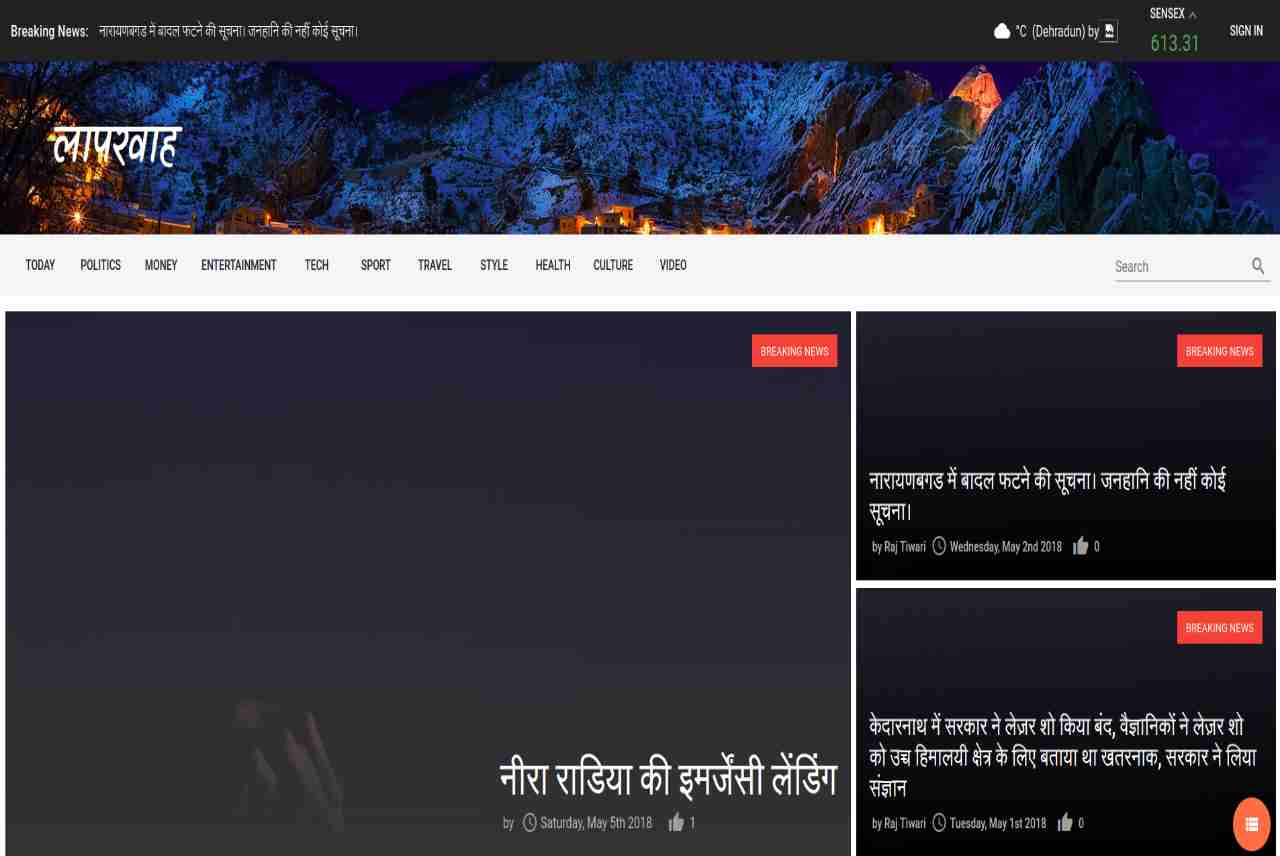 Breaking News: नारायणबगड में बादल फटने की सूचना। जनहानि की नहीं कोई सूचना।
°C (Dehradun) by
SENSEX
613.31
SIGN IN
लापरवाह
TODAY POLITICS MONEY ENTERTAINMENT TECH SPORT TRAVEL STYLE HEALTH CULTURE VIDEO
Search
BREAKING NEWS
नीरा राडिया की इमर्जेंसी लेंडिंग
by Saturday, May 5th 2018 1
BREAKING NEWS
नारायणबगड में बादल फटने की सूचना। जनहानि की नहीं कोई
सूचना।
by Raj Tiwari Wednesday, May 2nd 2018 0
BREAKING NEWS
केदारनाथ में सरकार ने लेज़र शो किया बंद, वैज्ञानिकों ने लेज़र शो
को उच्च हिमालयी क्षेत्र के लिए बताया था खतरनाक, सरकार ने लिया
संज्ञान
by Raj Tiwari Tuesday, May 1st 2018 0